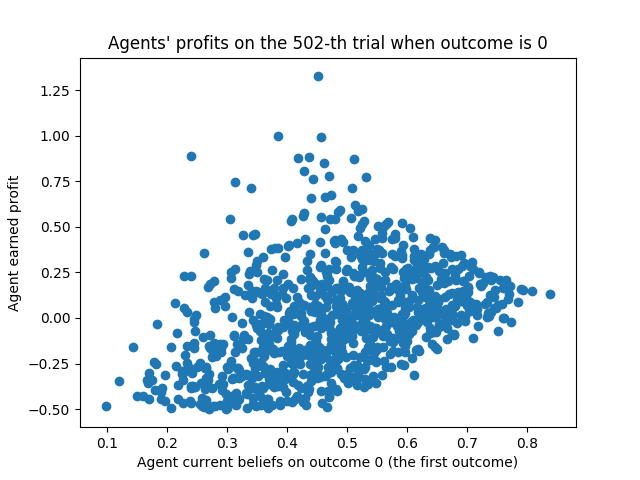 Agents' profits on the 502-th trial when outcome is 0
1.25
1.00
0.75
0.50
0.25
0.00
−0.25
−0.50
Agent earned profit
0.1 0.2 0.3 0.4 0.5 0.6 0.7 0.8
Agent current beliefs on outcome 0 (the first outcome)